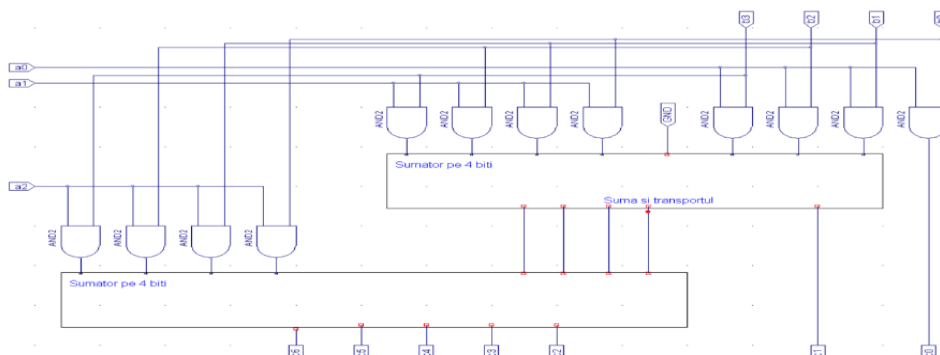 b3
b2
b1
a0
a1
AND2
AND2
AND2
AND2
GND
AND2
AND2
AND2
AND2
Sumator pe 4 biti
a2
Suma si transportul
AND2
AND2
AND2
AND2
Sumator pe 4 biti